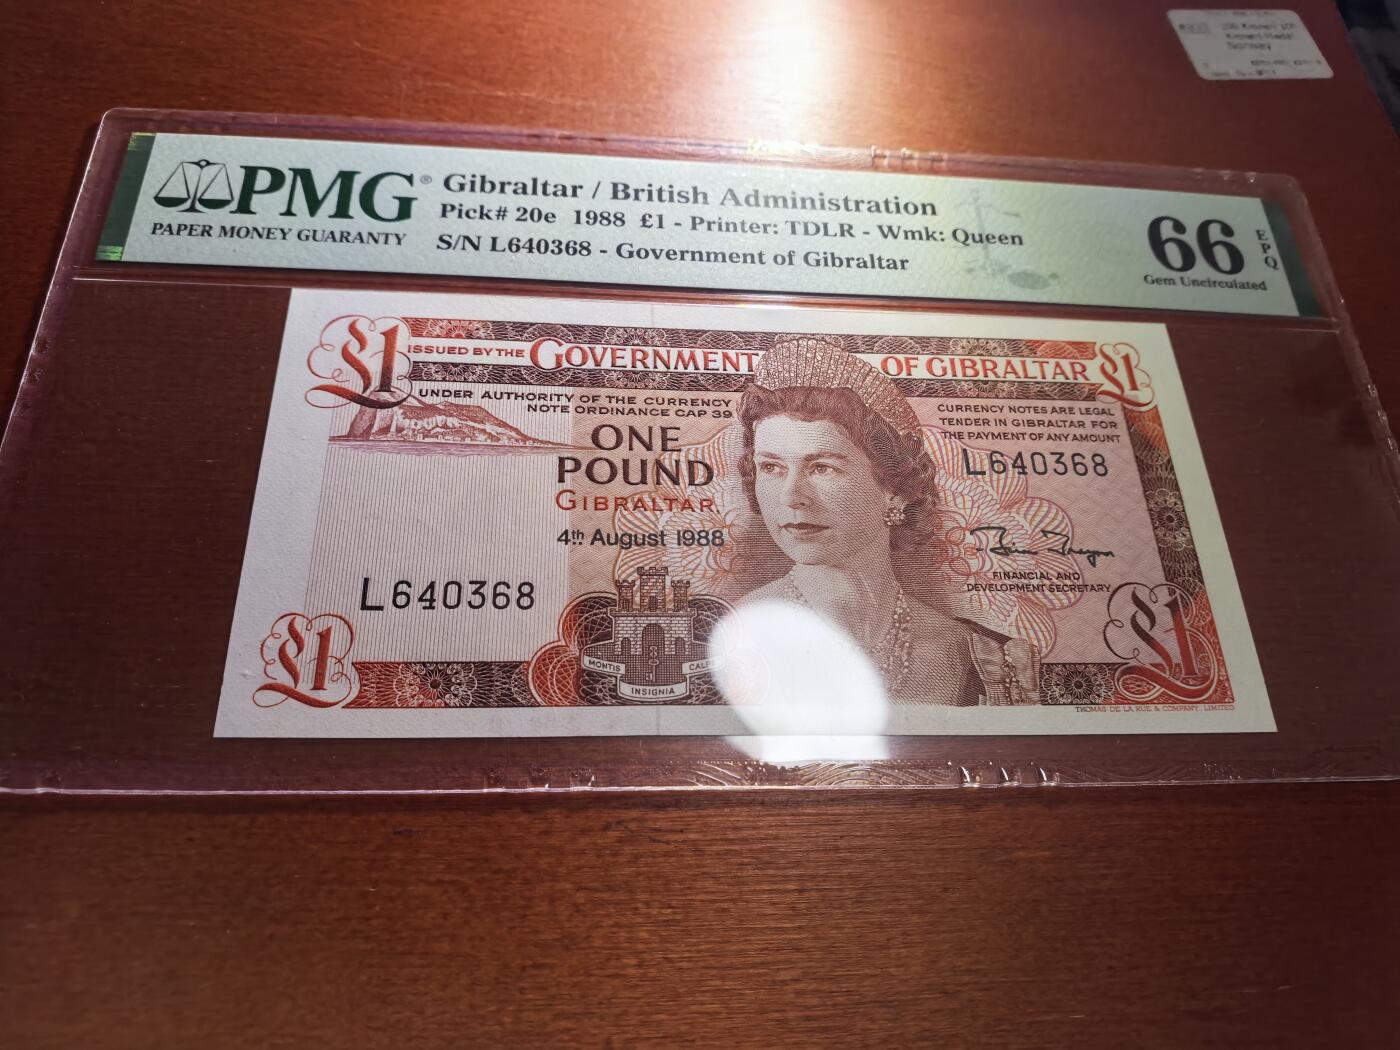 Norway
PMG®
PAPER MONEY GUARANTY
Gibraltar / British Administration
Pick# 20e 1988 £1 - Printer: TDLR - Wmk: Queen
S/N L640368 - Government of Gibraltar
66
EPQ
Gem Uncirculated
£1
ISSUED BY THE GOVERNMENT OF GIBRALTAR
£1
UNDER AUTHORITY OF THE CURRENCY
NOTE ORDINANCE CAP 39
ONE
POUND
GIBRALTAR
4th August 1988
CURRENCY NOTES ARE LEGAL
TENDER IN GIBRALTAR FOR
THE PAYMENT OF ANY AMOUNT
L640368
FINANCIAL AND
DEVELOPMENT SECRETARY
L640368
£1
MONTIS
CALPE
INSIGNIA
£1
THOMAS DE LA RUE & COMPANY, LIMITED